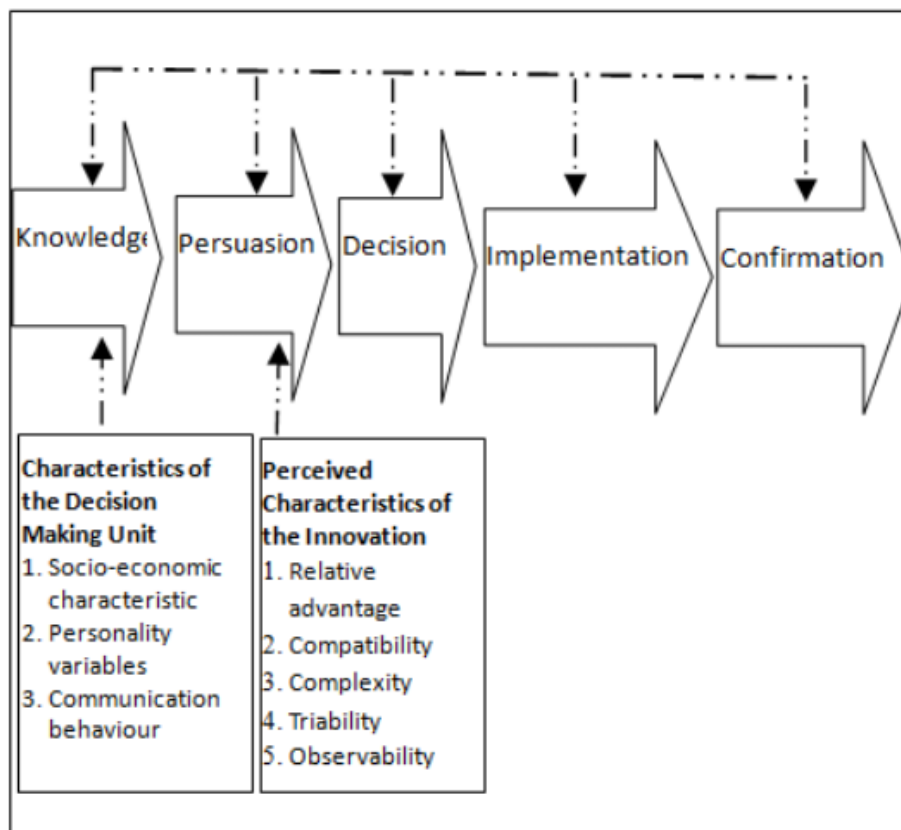 Knowledge
Persuasion
Decision
Implementation
Confirmation
Characteristics of
the Decision
Making Unit
1. Socio-economic
characteristic
2. Personality
variables
3. Communication
behaviour
Perceived
Characteristics of
the Innovation
1. Relative
advantage
2. Compatibility
3. Complexity
4. Triability
5. Observability